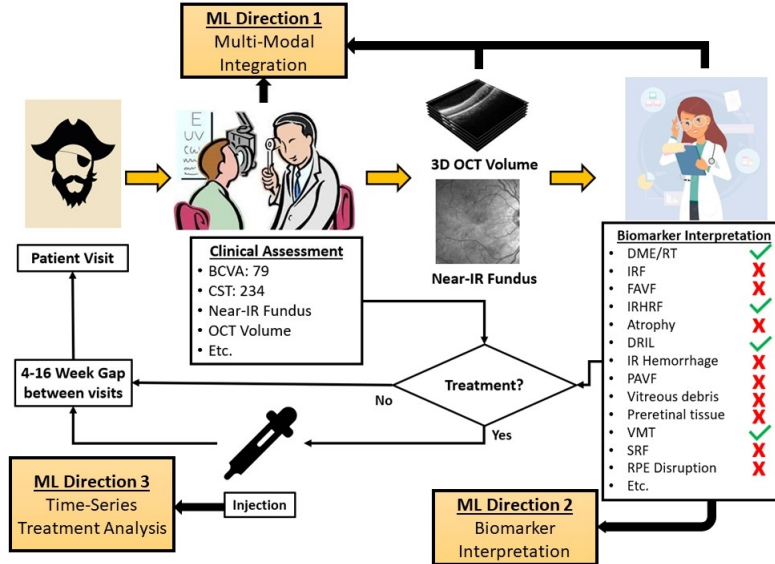 ML Direction 1
Multi-Modal
Integration
E
UV
3D OCT Volume
Near-IR Fundus
Patient Visit
Clinical Assessment
• BCVA: 79
• CST: 234
• Near-IR Fundus
• OCT Volume
• Etc.
Biomarker Interpretation
• DME/RT
• IRF
• FAVF
• IRHRF
• Atrophy
• DRIL
• IR Hemorrhage
• PAVF
• Vitreous debris
• Preretinal tissue
• VMT
• SRF
• RPE Disruption
• Etc.
4-16 Week Gap
between visits
Treatment?
No
Yes
Injection
ML Direction 3
Time-Series
Treatment Analysis
ML Direction 2
Biomarker
Interpretation